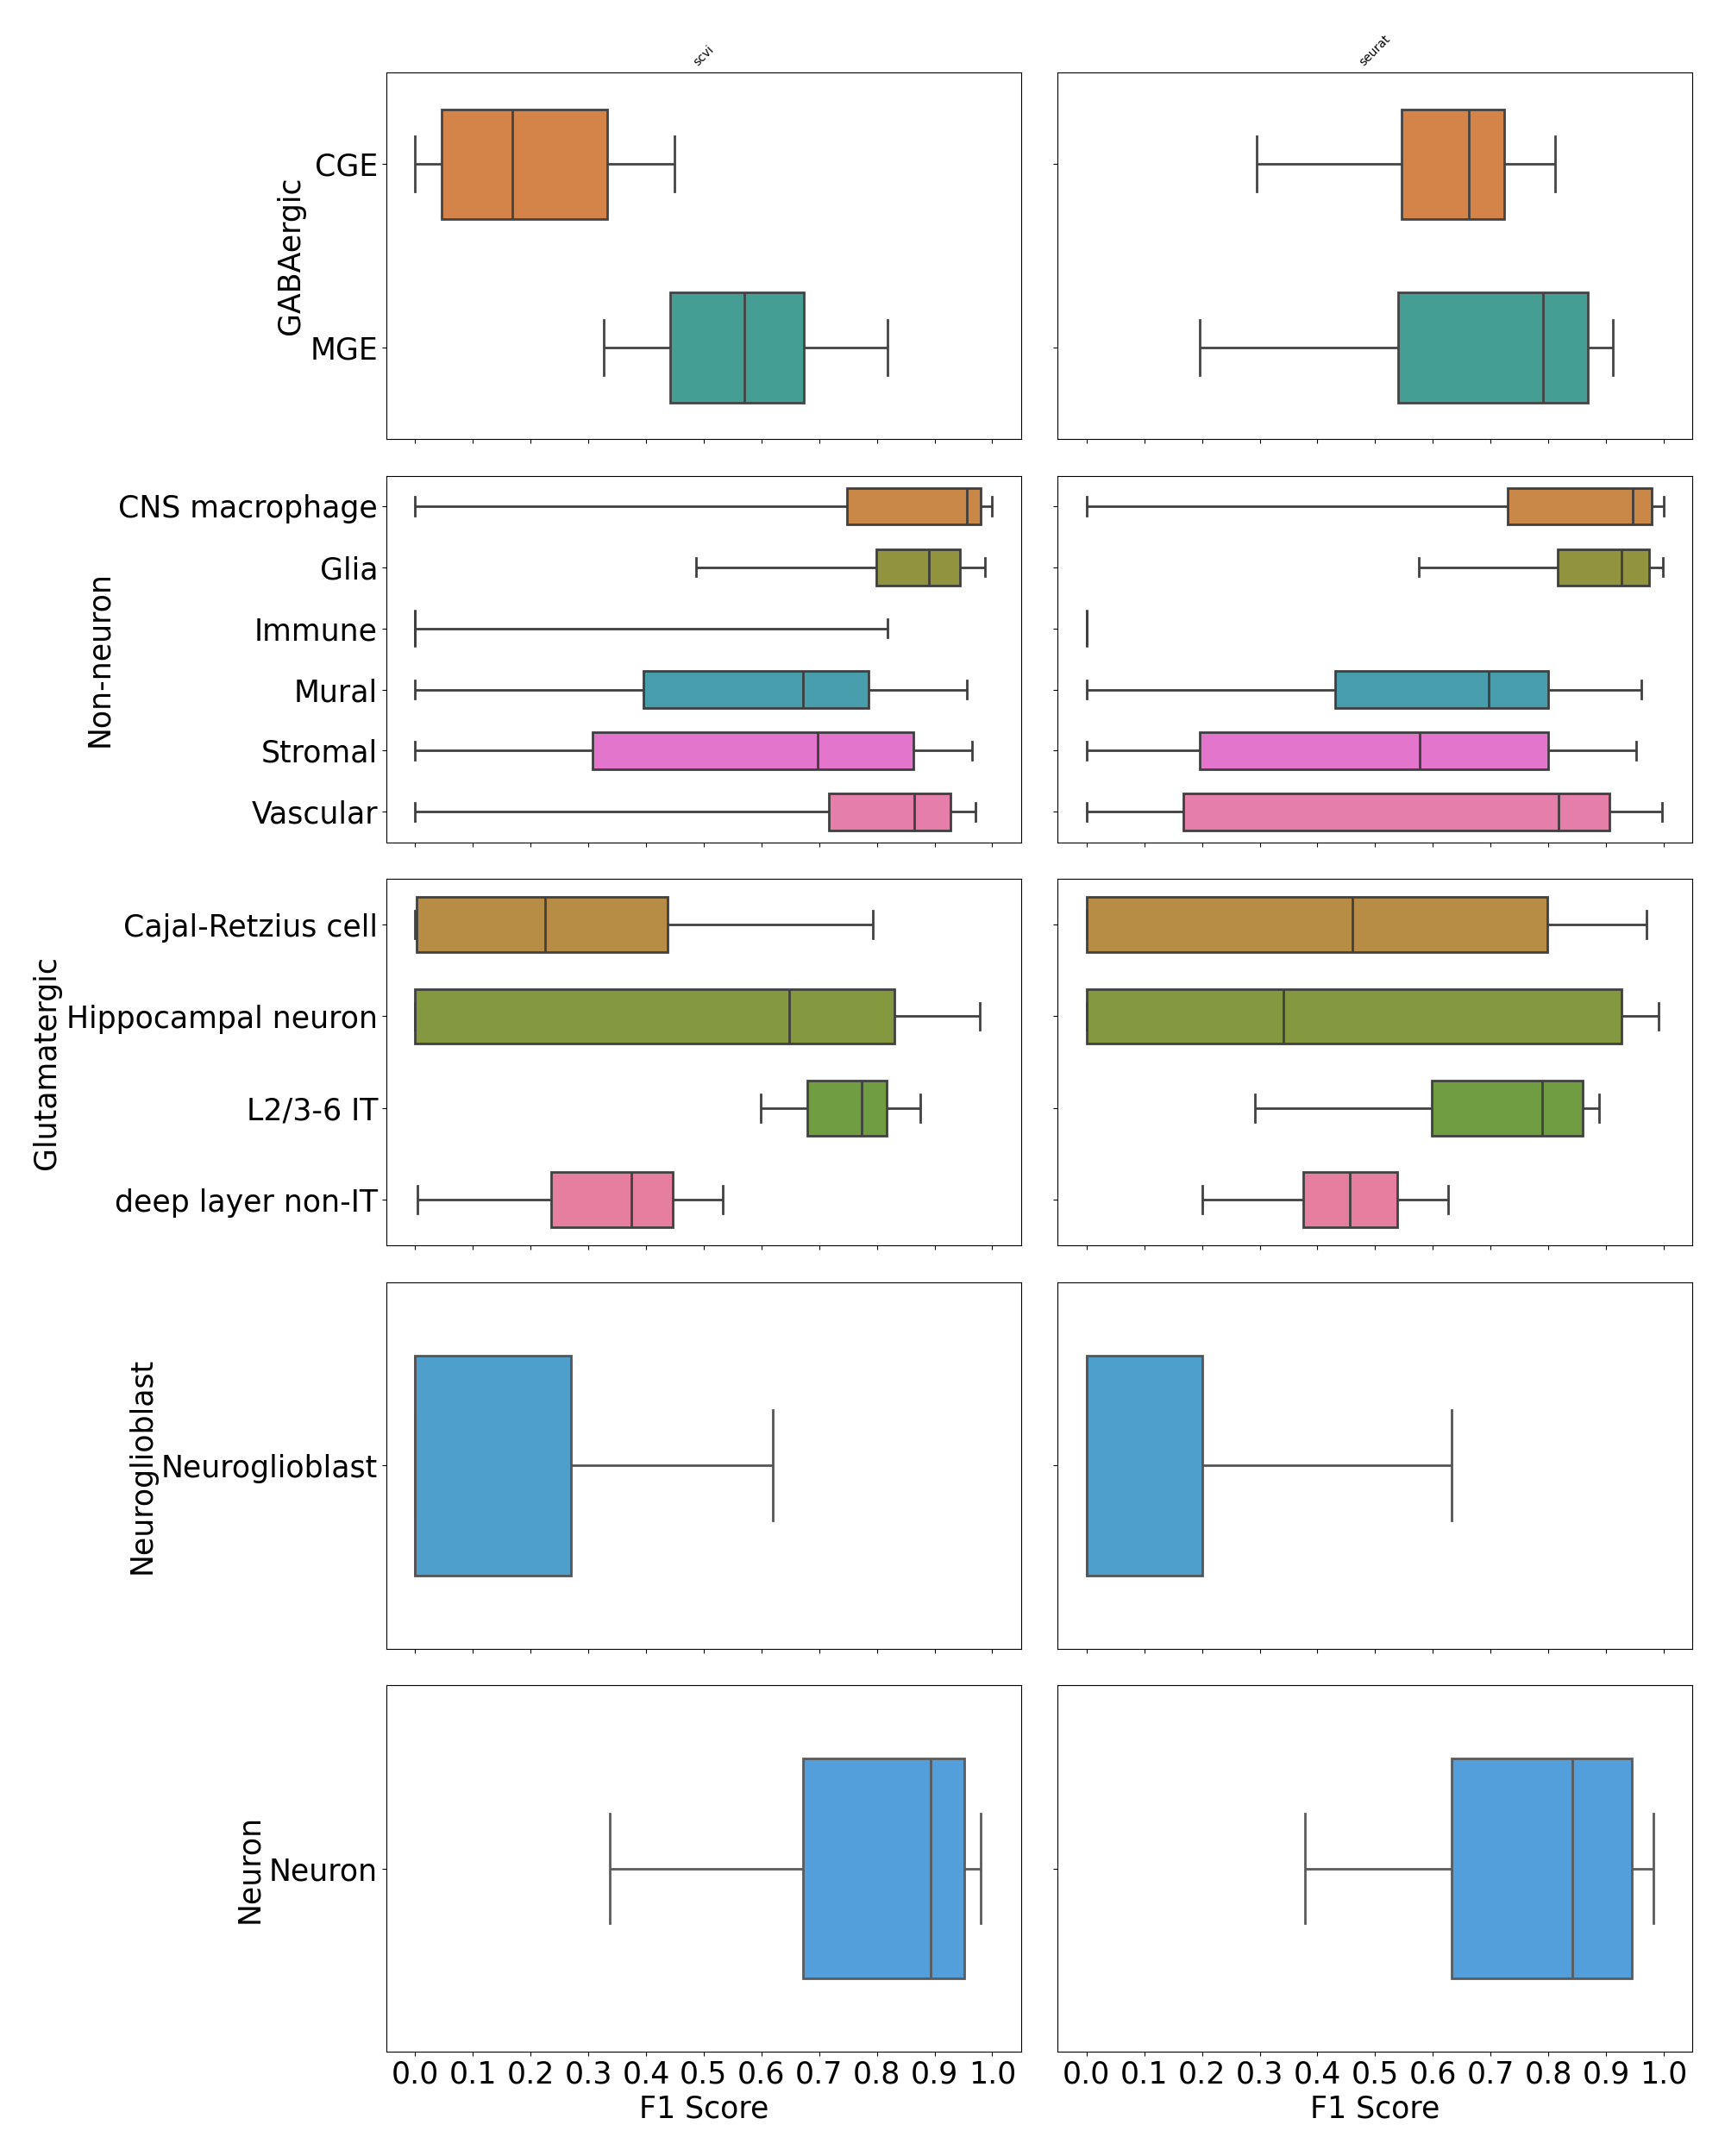 scvi
seurat
GABAergic
CGE
MGE
Non-neuron
CNS macrophage
Glia
Immune
Mural
Stromal
Vascular
Glutamatergic
Cajal-Retzius cell
Hippocampal neuron
L2/3-6 IT
deep layer non-IT
Neuroglioblast
Neuroglioblast
Neuron
Neuron
0.0 0.1 0.2 0.3 0.4 0.5 0.6 0.7 0.8 0.9 1.0
F1 Score
0.0 0.1 0.2 0.3 0.4 0.5 0.6 0.7 0.8 0.9 1.0
F1 Score